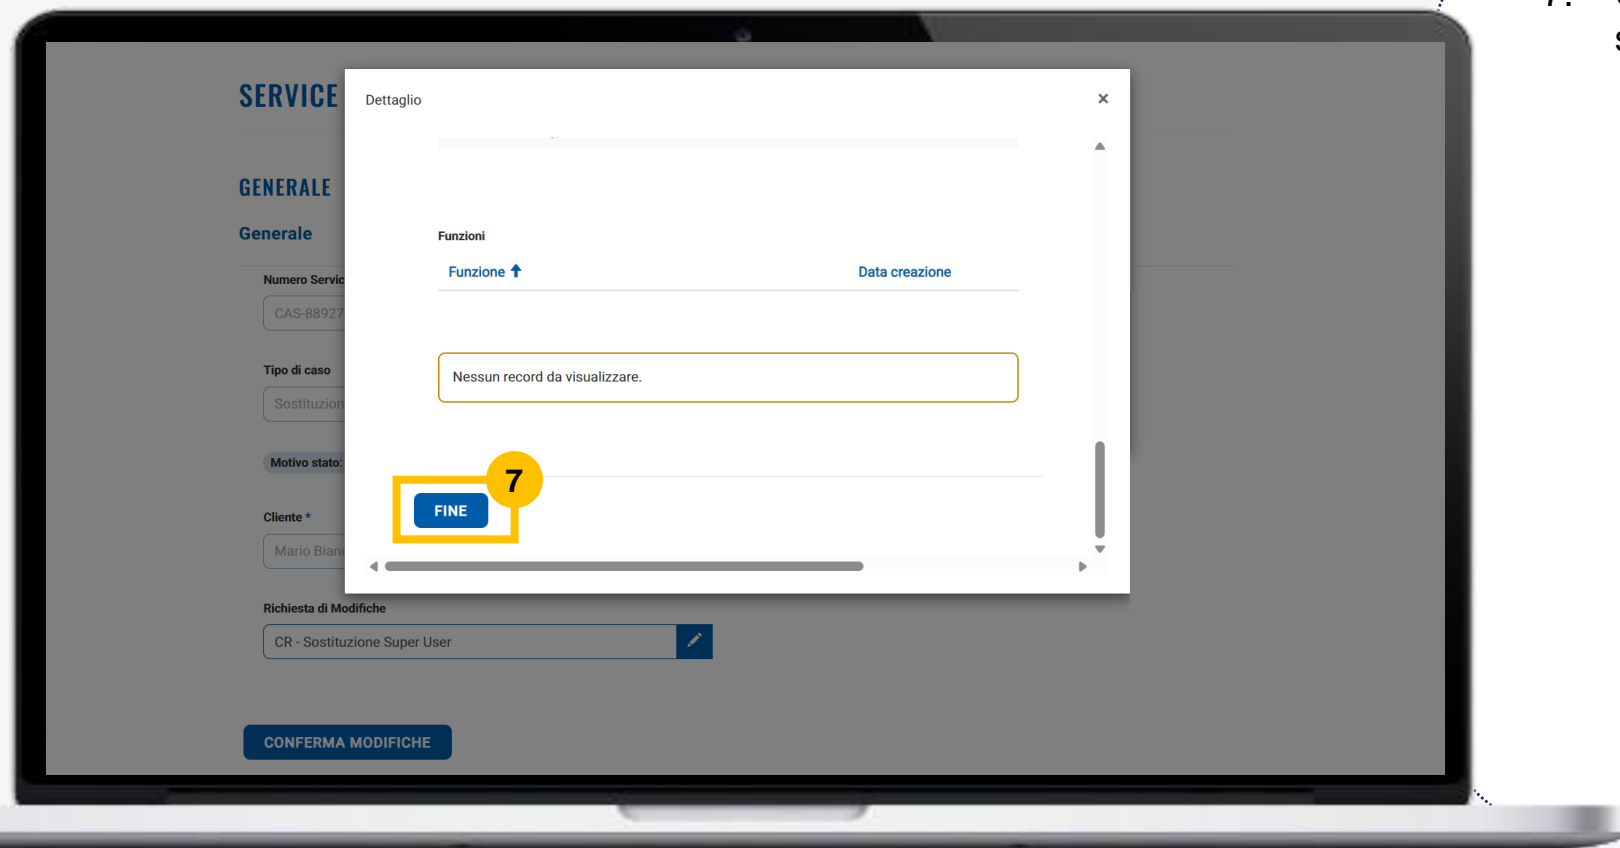 7.
SERVICE
Dettaglio
×
GENERALE
Generale
Funzioni
Funzione Data creazione
Numero Servic
CAS-88927
Tipo di caso
Nessun record da visualizzare.
Sostituzion
Motivo stato:
7
FINE
Cliente *
Mario Bian
Richiesta di Modifiche
CR - Sostituzione Super User
CONFERMA MODIFICHE